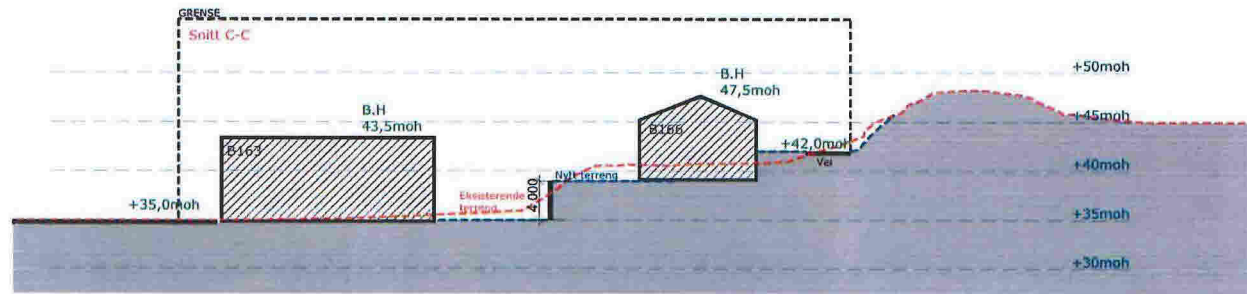 GRENSE
Snitt C-C
+50moh
B.H
47,5moh
B.H
43,5moh
+45moh
B166
B163
+42,0moh
Vei
+40moh
Nytt terreng
4,000
Eksisterende
terreng
+35,0moh
+35moh
+30moh